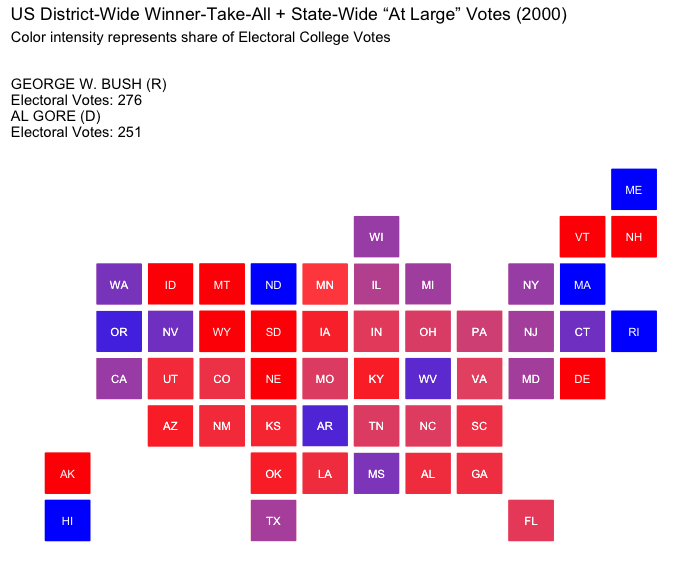 US District-Wide Winner-Take-All + State-Wide “At Large” Votes (2000)
Color intensity represents share of Electoral College Votes
GEORGE W. BUSH (R)
Electoral Votes: 276
AL GORE (D)
Electoral Votes: 251
ME
WI VT NH
WA ID MT ND MN IL MI NY MA
OR NV WY SD IA IN OH PA NJ CT RI
CA UT CO NE MO KY WV VA MD DE
AZ NM KS AR TN NC SC
AK OK LA MS AL GA
HI TX FL